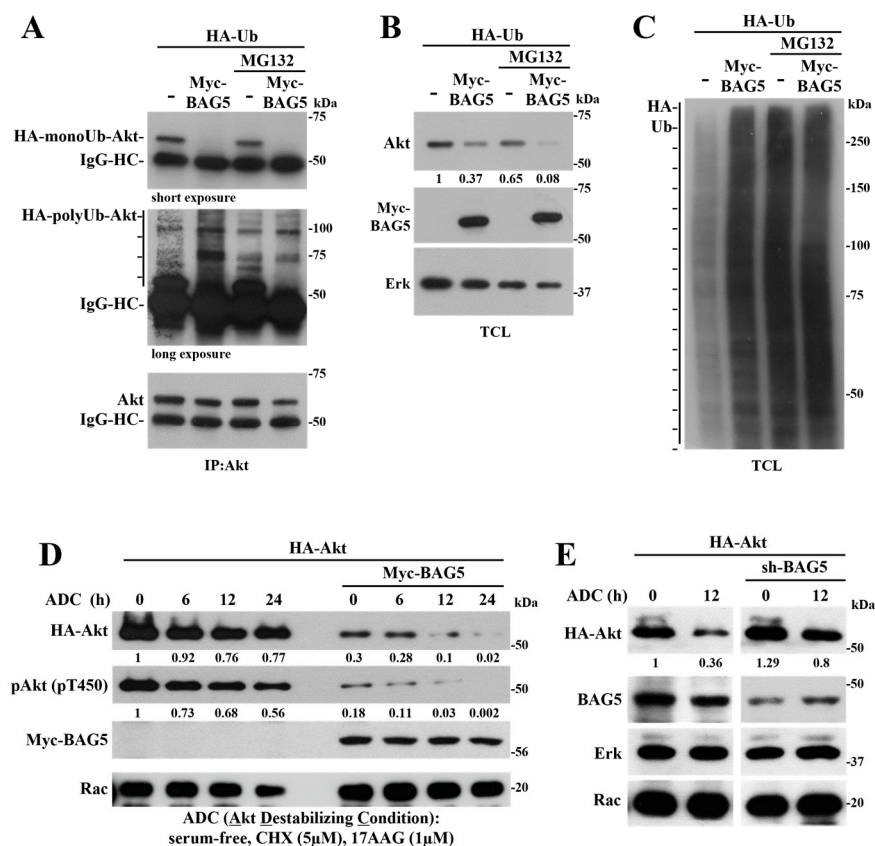 A
HA-Ub
MG132
- Myc-BAG5 - Myc-BAG5
kDa
HA-monoUb-Akt-
IgG-HC-
-75
-50
short exposure
HA-polyUb-Akt-
IgG-HC-
-100
-75
-50
long exposure
Akt
IgG-HC-
-75
-50
IP:Akt
B
HA-Ub
MG132
- Myc-BAG5 - Myc-BAG5
kDa
Akt
-75
-50
1 0.37 0.65 0.08
Myc-BAG5
-75
-50
Erk
-37
TCL
C
HA-Ub
MG132
- Myc-BAG5 - Myc-BAG5
kDa
HA-
Ub-
-250
-150
-100
-75
-50
TCL
D
HA-Akt
Myc-BAG5
ADC (h) 0 6 12 24 0 6 12 24
kDa
HA-Akt
-50
1 0.92 0.76 0.77 0.3 0.28 0.1 0.02
pAkt (pT450)
-50
1 0.73 0.68 0.56 0.18 0.11 0.03 0.002
Myc-BAG5
-56
Rac
-20
ADC (Akt Destabilizing Condition):
serum-free, CHX (5μM), 17AAG (1μM)
E
HA-Akt
sh-BAG5
ADC (h) 0 12 0 12
kDa
HA-Akt
-50
1 0.36 1.29 0.8
BAG5
-50
Erk
-37
Rac
-20